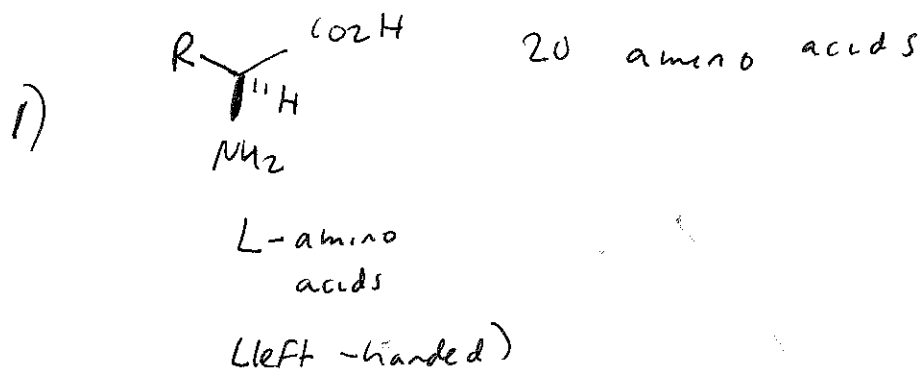 R CO2H 20 amino acids
1) "H
NH2
L-amino
acids
(left-handed)